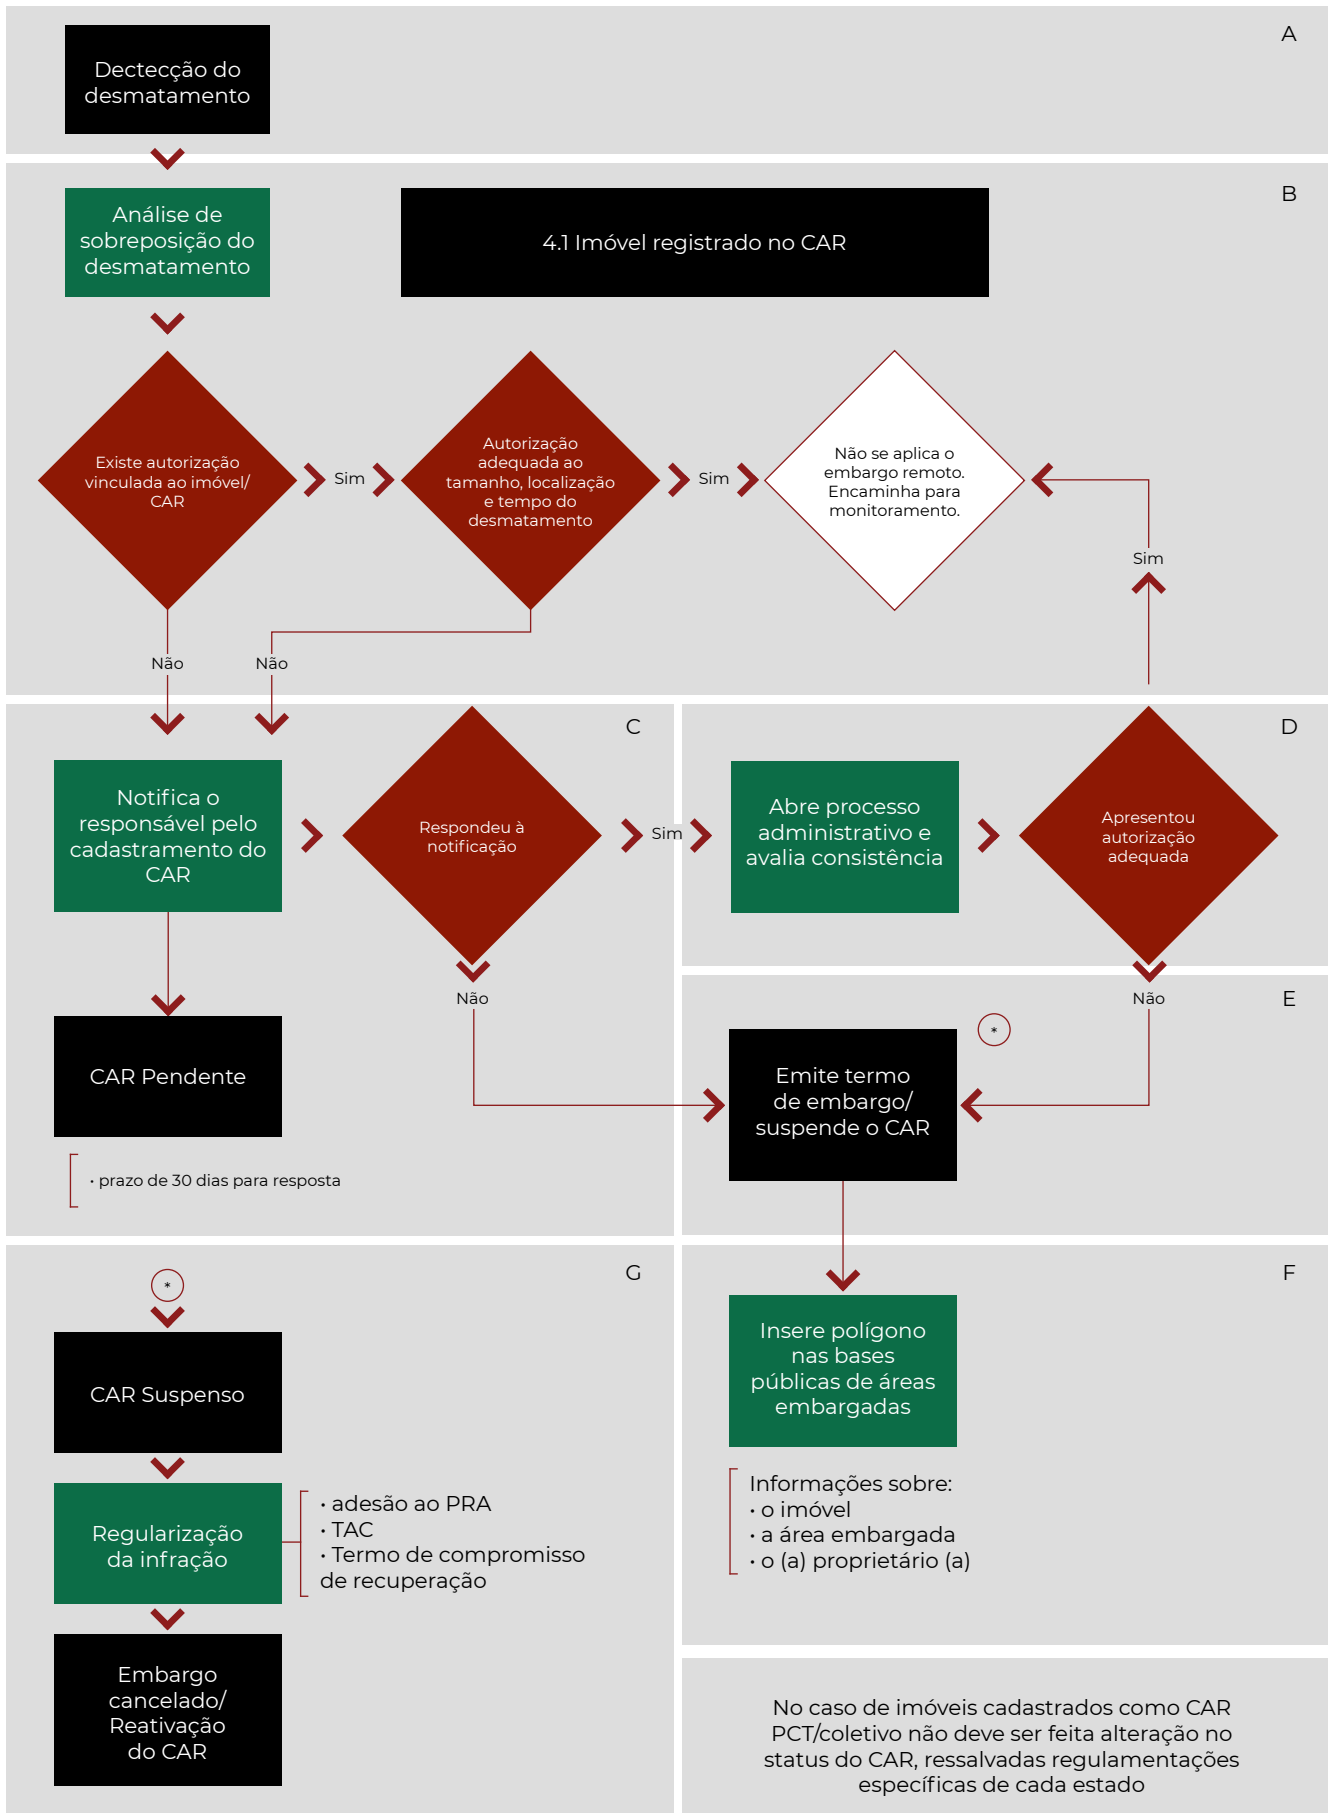 A
Dectecção do
desmatamento
B
Análise de
sobreposição do
desmatamento
4.1 Imóvel registrado no CAR
Existe autorização
vinculada ao imóvel/
CAR
Sim
Autorização
adequada ao
tamanho, localização
e tempo do
desmatamento
Sim
Não se aplica o
embargo remoto.
Encaminha para
monitoramento.
Sim
Não
Não
C
Notifica o
responsável pelo
cadastramento do
CAR
Respondeu à
notificação
Sim
D
Abre processo
administrativo e
avalia consistência
Apresentou
autorização
adequada
Não
CAR Pendente
• prazo de 30 dias para resposta
E
Não
*
Emite termo
de embargo/
suspende o CAR
G
*
CAR Suspenso
Regularização
da infração
• adesão ao PRA
• TAC
• Termo de compromisso
de recuperação
Embargo
cancelado/
Reativação
do CAR
F
Insere polígono
nas bases
públicas de áreas
embargadas
Informações sobre:
• o imóvel
• a área embargada
• o (a) proprietário (a)
No caso de imóveis cadastrados como CAR
PCT/coletivo não deve ser feita alteração no
status do CAR, ressalvadas regulamentações
específicas de cada estado